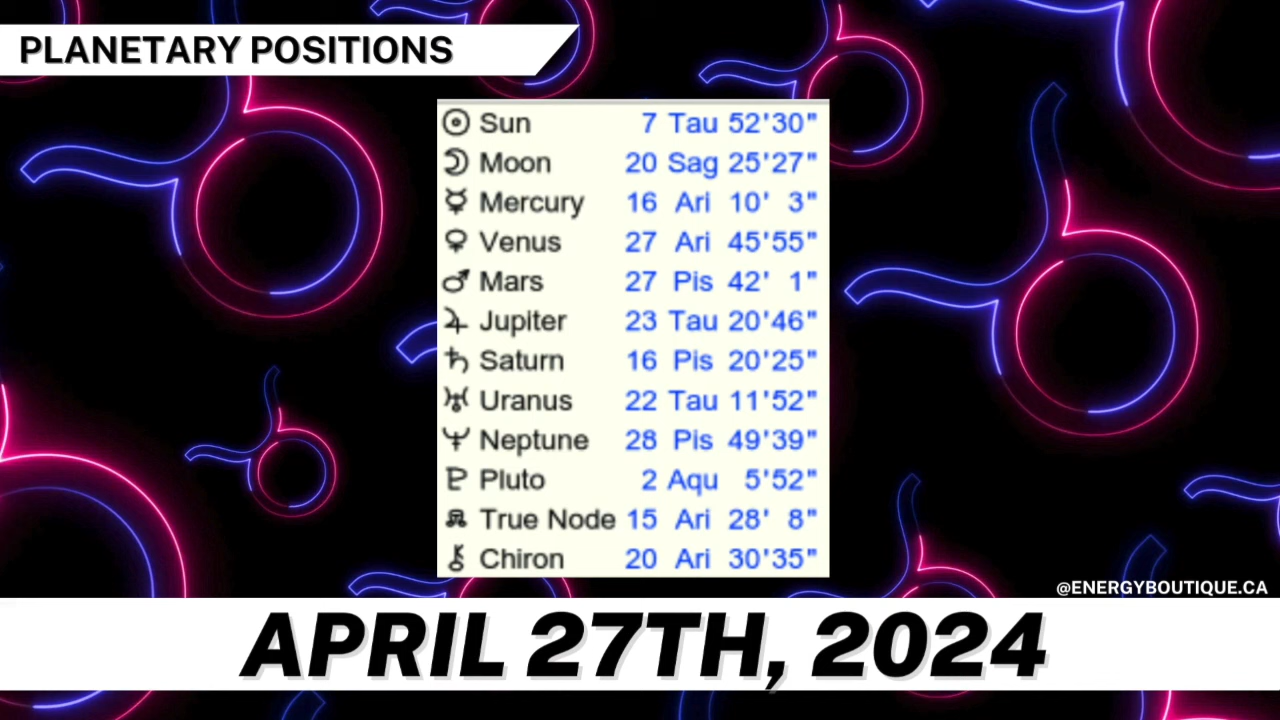 PLANETARY POSITIONS
☉ Sun 7 Tau 52'30"
☽ Moon 20 Sag 25'27"
☿ Mercury 16 Ari 10' 3"
♀ Venus 27 Ari 45'55"
♂ Mars 27 Pis 42' 1"
♃ Jupiter 23 Tau 20'46"
♄ Saturn 16 Pis 20'25"
♅ Uranus 22 Tau 11'52"
♆ Neptune 28 Pis 49'39"
♇ Pluto 2 Aqu 5'52"
☊ True Node 15 Ari 28' 8"
⚷ Chiron 20 Ari 30'35"
@ENERGYBOUTIQUE.CA
APRIL 27TH, 2024